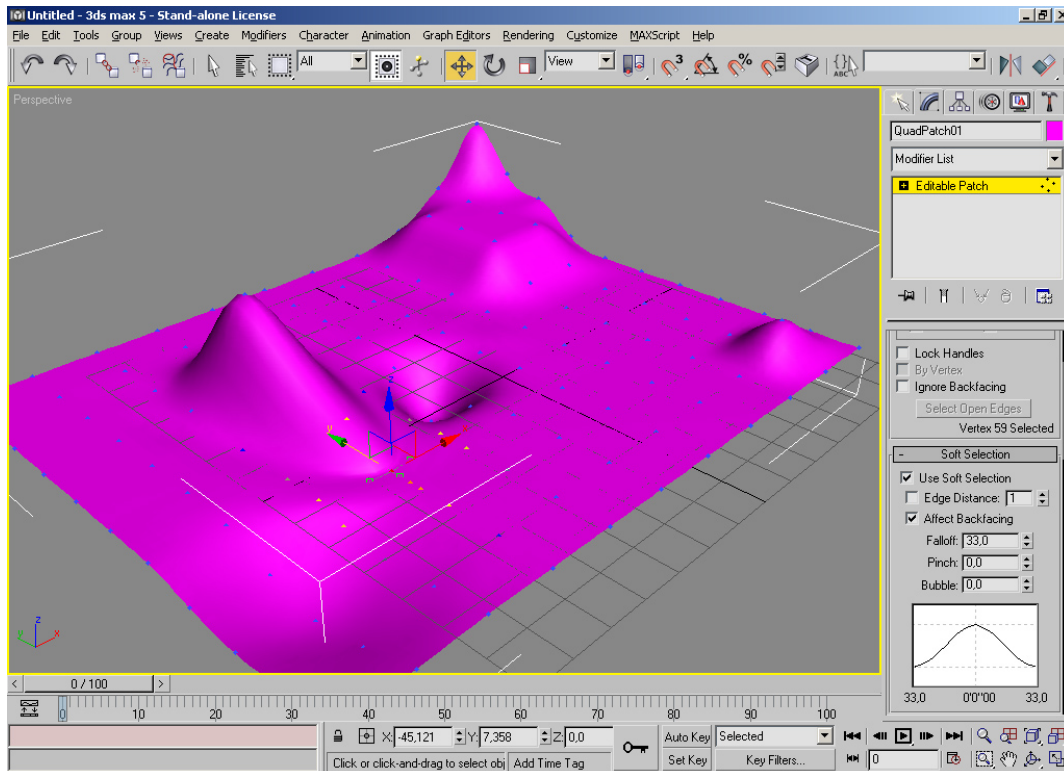 Untitled - 3ds max 5 - Stand-alone License
File Edit Tools Group Views Create Modifiers Character Animation Graph Editors Rendering Customize MAXScript Help
All View 3 % ABC
Perspective
QuadPatch01
Modifier List
Editable Patch
Lock Handles
By Vertex
Ignore Backfacing
Select Open Edges
Vertex 59 Selected
- Soft Selection
Use Soft Selection
Edge Distance: 1
Affect Backfacing
Falloff: 33,0
Pinch: 0,0
Bubble: 0,0
33,0 0'0''00 33,0
z
y x
z
y x
< 0 / 100 >
0 10 20 30 40 50 60 70 80 90 100
X: -45,121 Y: 7,358 Z: 0,0 Auto Key Selected
Click or click-and-drag to select obj Add Time Tag Set Key Key Filters... 0